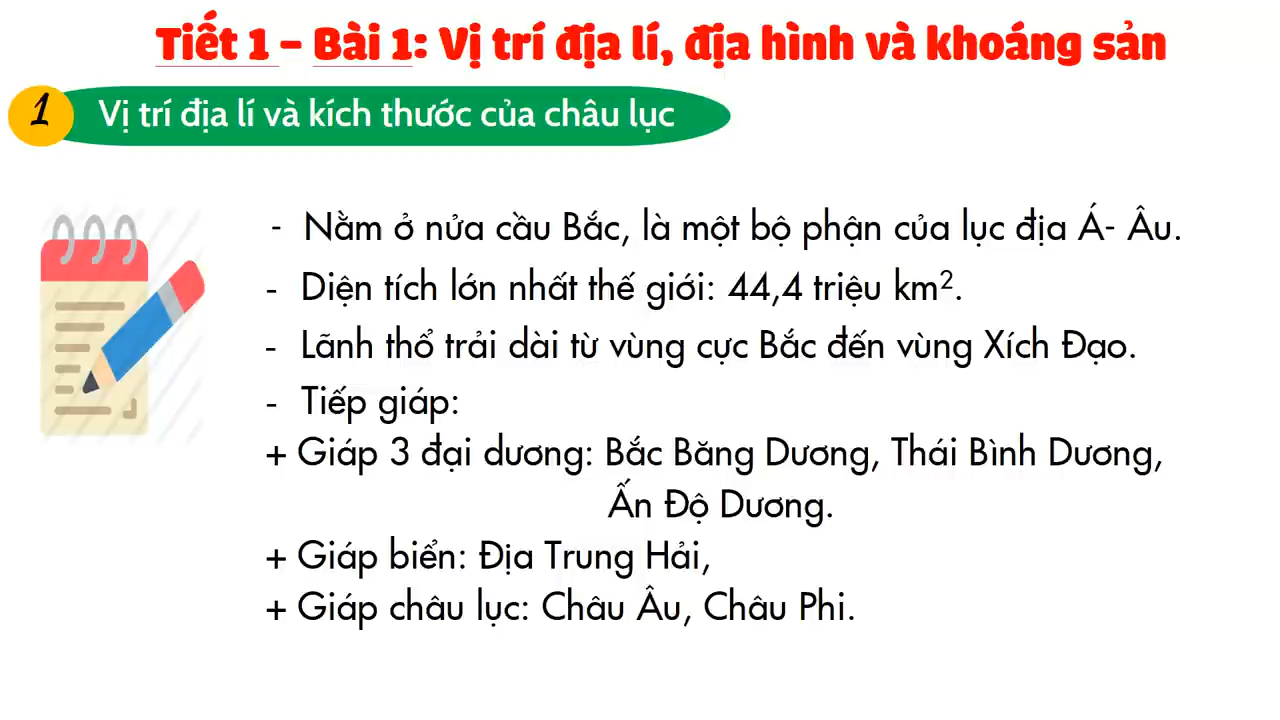 Tiết 1 – Bài 1: Vị trí địa lí, địa hình và khoáng sản
1 Vị trí địa lí và kích thước của châu lục
- Nằm ở nửa cầu Bắc, là một bộ phận của lục địa Á- Âu.
- Diện tích lớn nhất thế giới: 44,4 triệu km².
- Lãnh thổ trải dài từ vùng cực Bắc đến vùng Xích Đạo.
- Tiếp giáp:
+ Giáp 3 đại dương: Bắc Băng Dương, Thái Bình Dương,
Ấn Độ Dương.
+ Giáp biển: Địa Trung Hải,
+ Giáp châu lục: Châu Âu, Châu Phi.